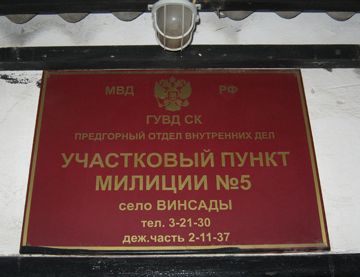 МВД РФ
ГУВД СК
ПРЕДГОРНЫЙ ОТДЕЛ ВНУТРЕННИХ ДЕЛ
УЧАСТКОВЫЙ ПУНКТ
МИЛИЦИИ №5
село ВИНСАДЫ
тел. 3-21-30
деж.часть 2-11-37